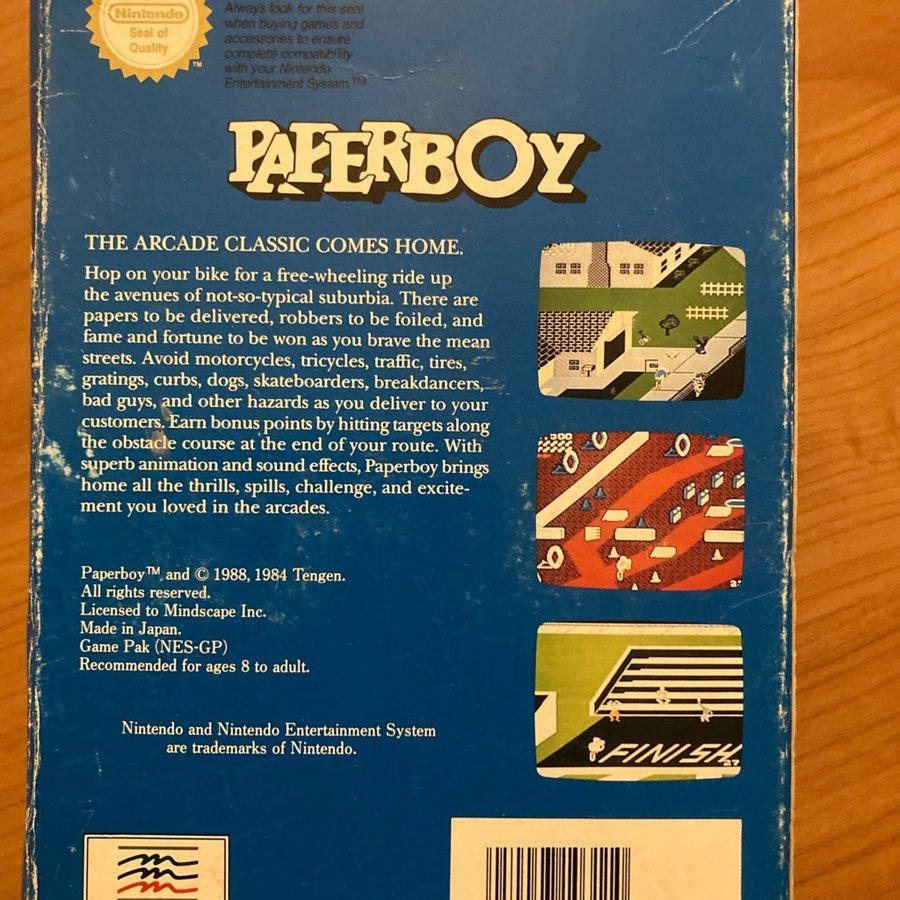 Nintendo
Seal of
Quality
TM
Always look for this seal
when buying games and
accessories to ensure
complete compatibility
with your Nintendo
Entertainment System.™
PAPERBOY
THE ARCADE CLASSIC COMES HOME.
Hop on your bike for a free-wheeling ride up
the avenues of not-so-typical suburbia. There are
papers to be delivered, robbers to be foiled, and
fame and fortune to be won as you brave the mean
streets. Avoid motorcycles, tricycles, traffic, tires,
gratings, curbs, dogs, skateboarders, breakdancers,
bad guys, and other hazards as you deliver to your
customers. Earn bonus points by hitting targets along
the obstacle course at the end of your route. With
superb animation and sound effects, Paperboy brings
home all the thrills, spills, challenge, and excite-
ment you loved in the arcades.
Paperboy™ and © 1988, 1984 Tengen.
All rights reserved.
Licensed to Mindscape Inc.
Made in Japan.
Game Pak (NES-GP)
Recommended for ages 8 to adult.
Nintendo and Nintendo Entertainment System
are trademarks of Nintendo.
FINISH
27